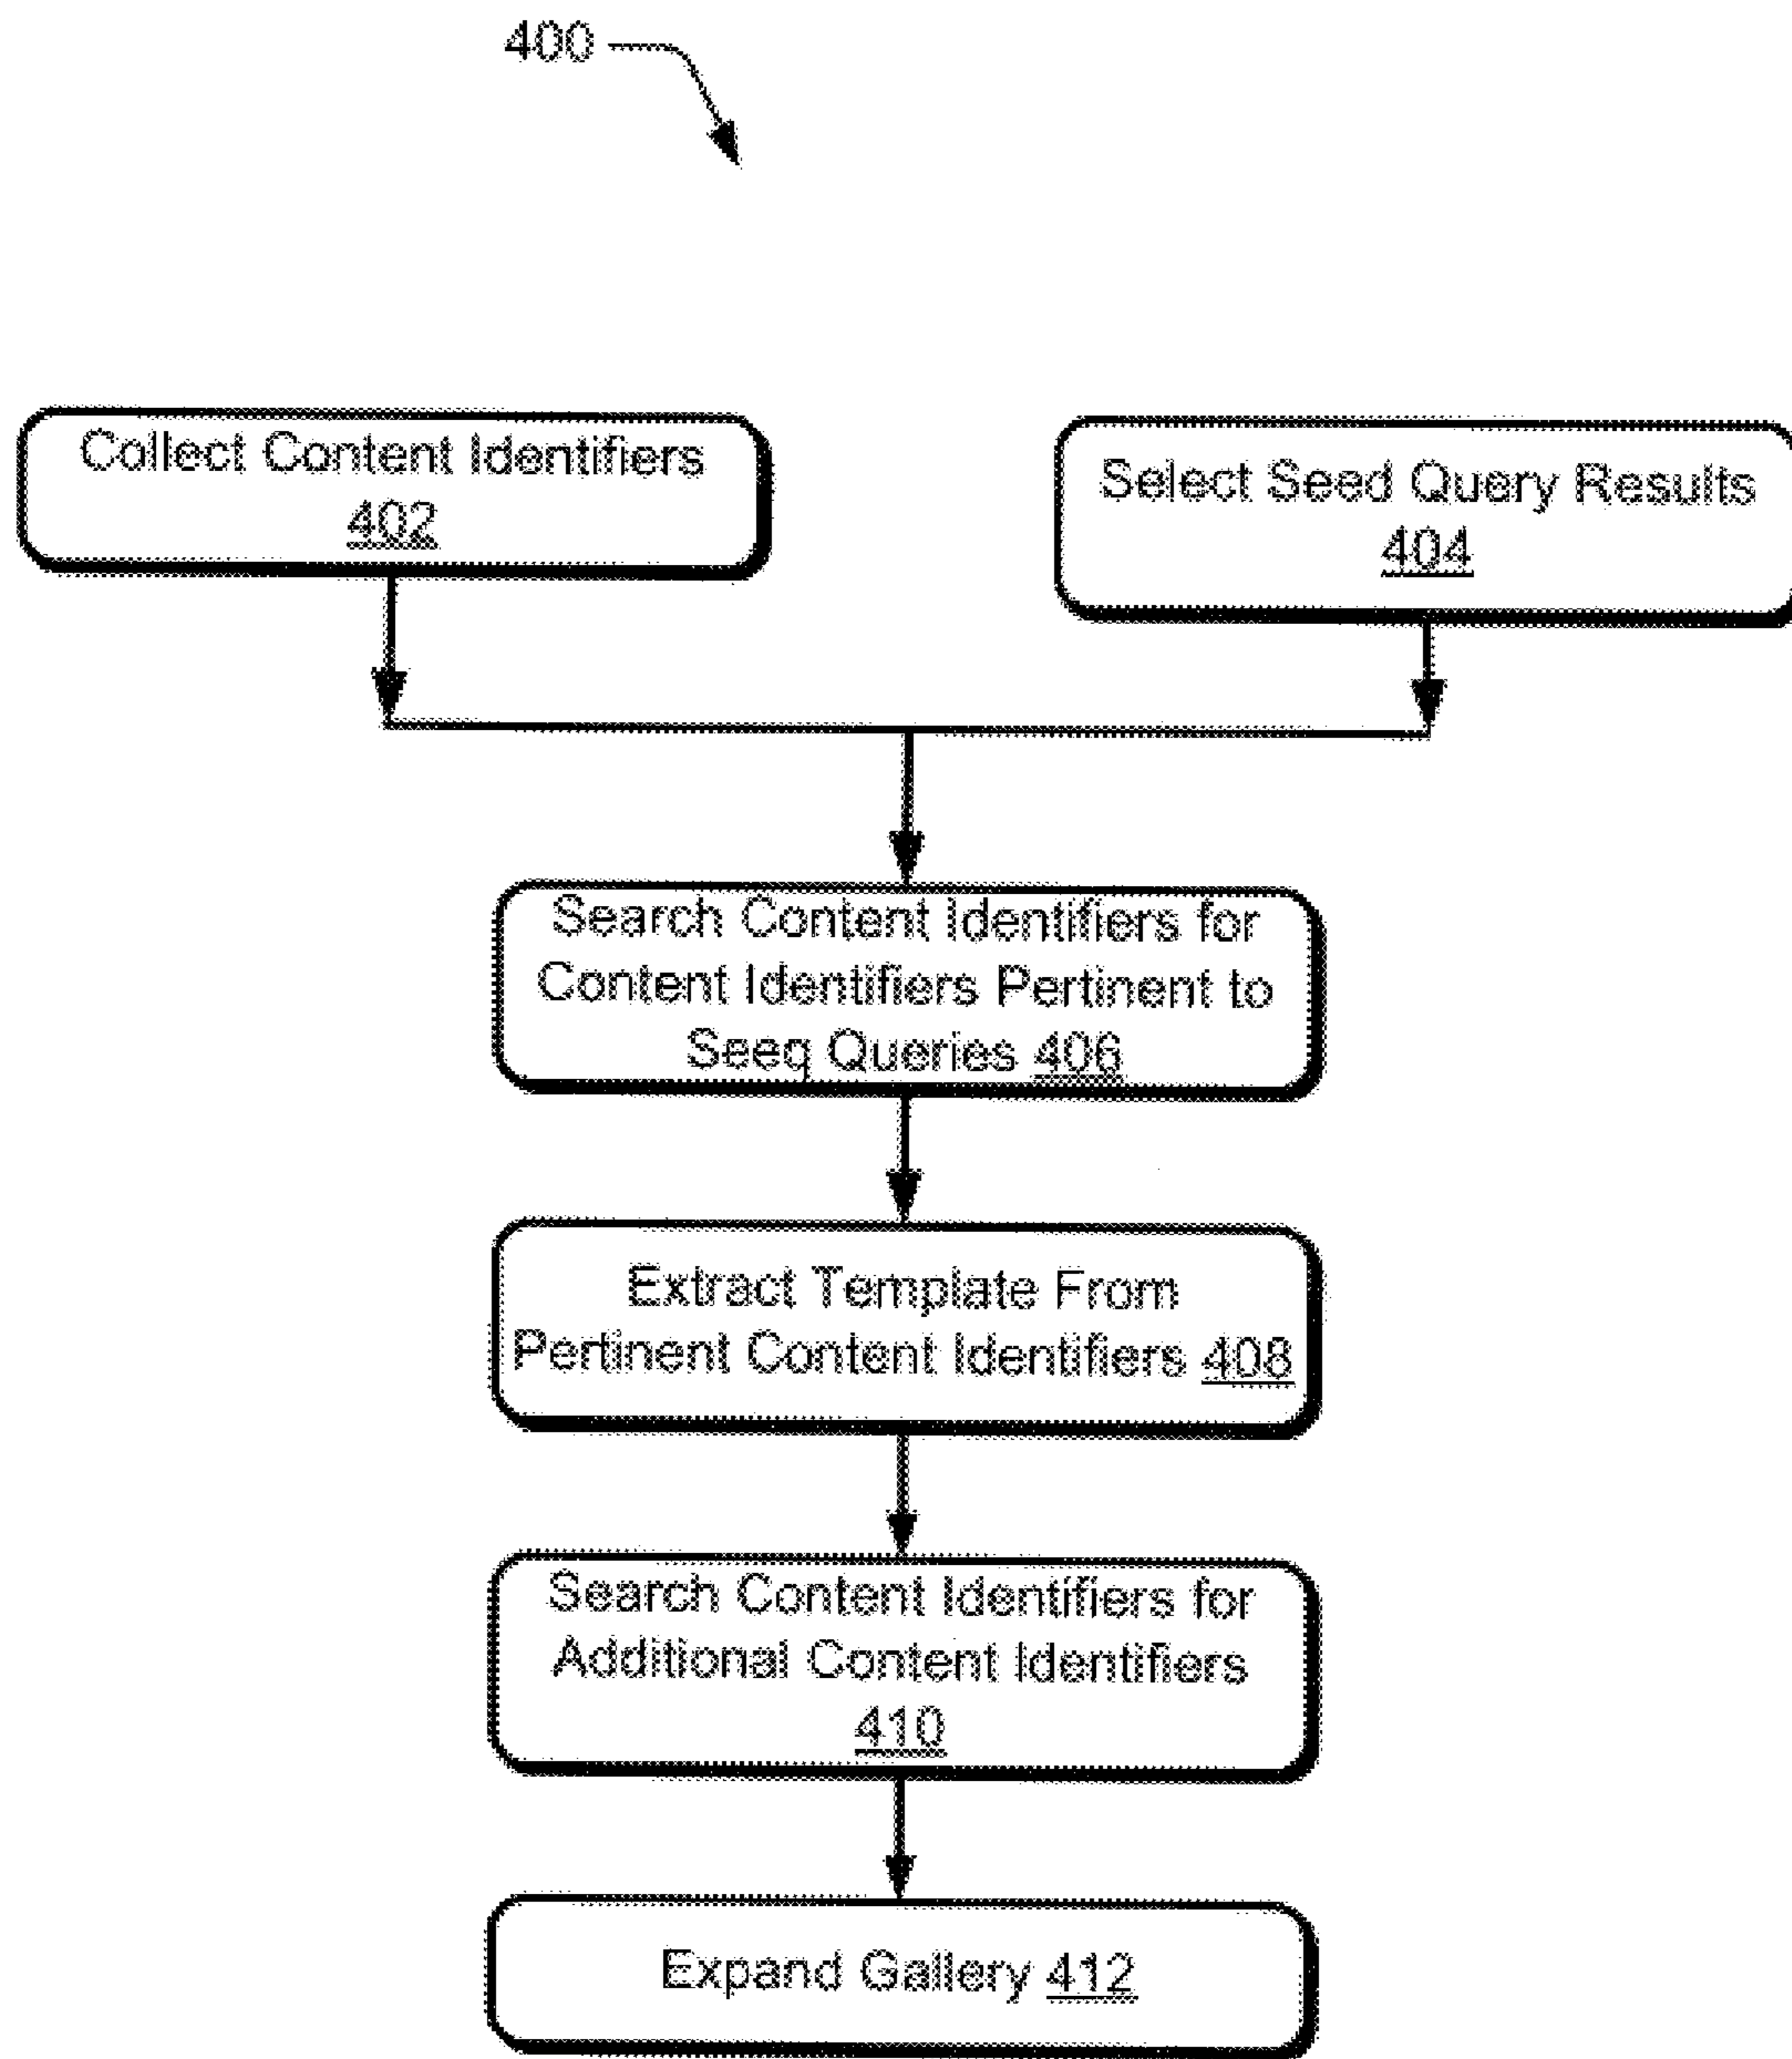 400
Collect Content Identifiers
402
Select Seed Query Results
404
Search Content Identifiers for
Content Identifiers Pertinent to
Seeq Queries 406
Extract Template From
Pertinent Content Identifiers 408
Search Content Identifiers for
Additional Content Identifiers
410
Expand Gallery 412